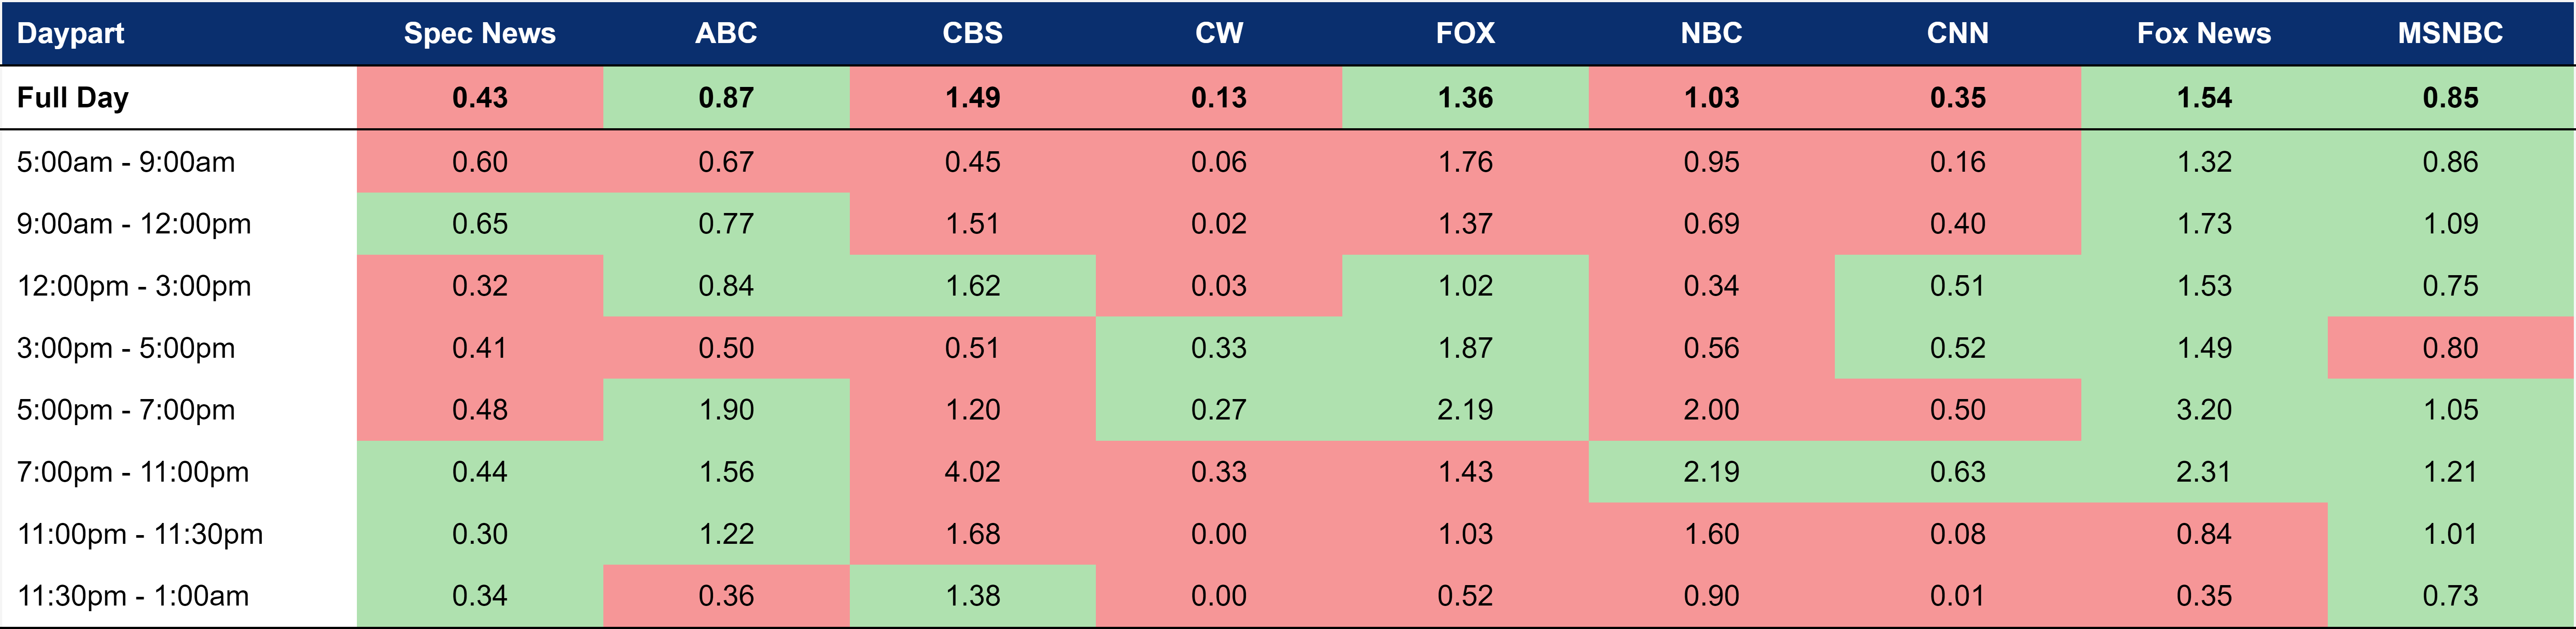 Daypart Spec News ABC CBS CW FOX NBC CNN Fox News MSNBC
Full Day 0.43 0.87 1.49 0.13 1.36 1.03 0.35 1.54 0.85
5:00am - 9:00am 0.60 0.67 0.45 0.06 1.76 0.95 0.16 1.32 0.86
9:00am - 12:00pm 0.65 0.77 1.51 0.02 1.37 0.69 0.40 1.73 1.09
12:00pm - 3:00pm 0.32 0.84 1.62 0.03 1.02 0.34 0.51 1.53 0.75
3:00pm - 5:00pm 0.41 0.50 0.51 0.33 1.87 0.56 0.52 1.49 0.80
5:00pm - 7:00pm 0.48 1.90 1.20 0.27 2.19 2.00 0.50 3.20 1.05
7:00pm - 11:00pm 0.44 1.56 4.02 0.33 1.43 2.19 0.63 2.31 1.21
11:00pm - 11:30pm 0.30 1.22 1.68 0.00 1.03 1.60 0.08 0.84 1.01
11:30pm - 1:00am 0.34 0.36 1.38 0.00 0.52 0.90 0.01 0.35 0.73